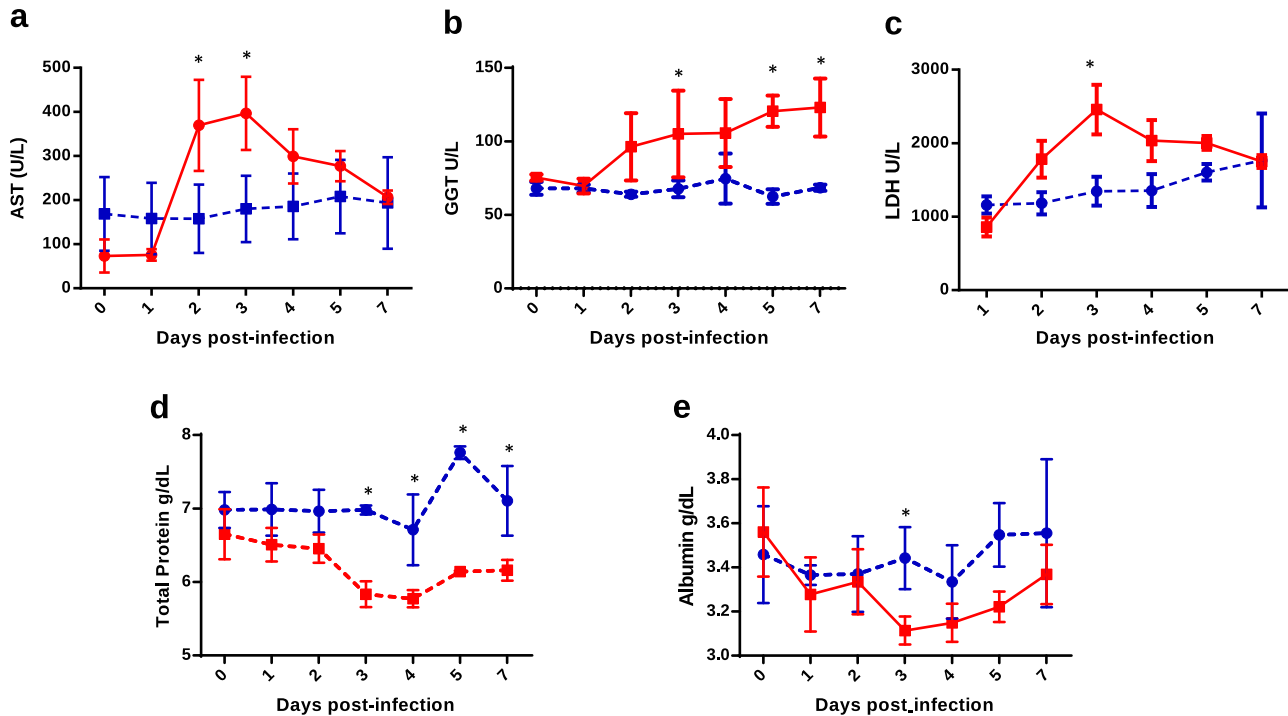 a
*
*
500
400
300
200
100
0
AST (U/L)
0 1 2 3 4 5 7
Days post-infection
b
*
*
*
150
100
50
0
GGT U/L
0 1 2 3 4 5 7
Days post-infection
c
*
3000
2000
1000
0
LDH U/L
1 2 3 4 5 7
Days post-infection
d
*
*
*
*
8
7
6
5
Total Protein g/dL
0 1 2 3 4 5 7
Days post-infection
e
*
4.0
3.8
3.6
3.4
3.2
3.0
Albumin g/dL
0 1 2 3 4 5 7
Days post-infection